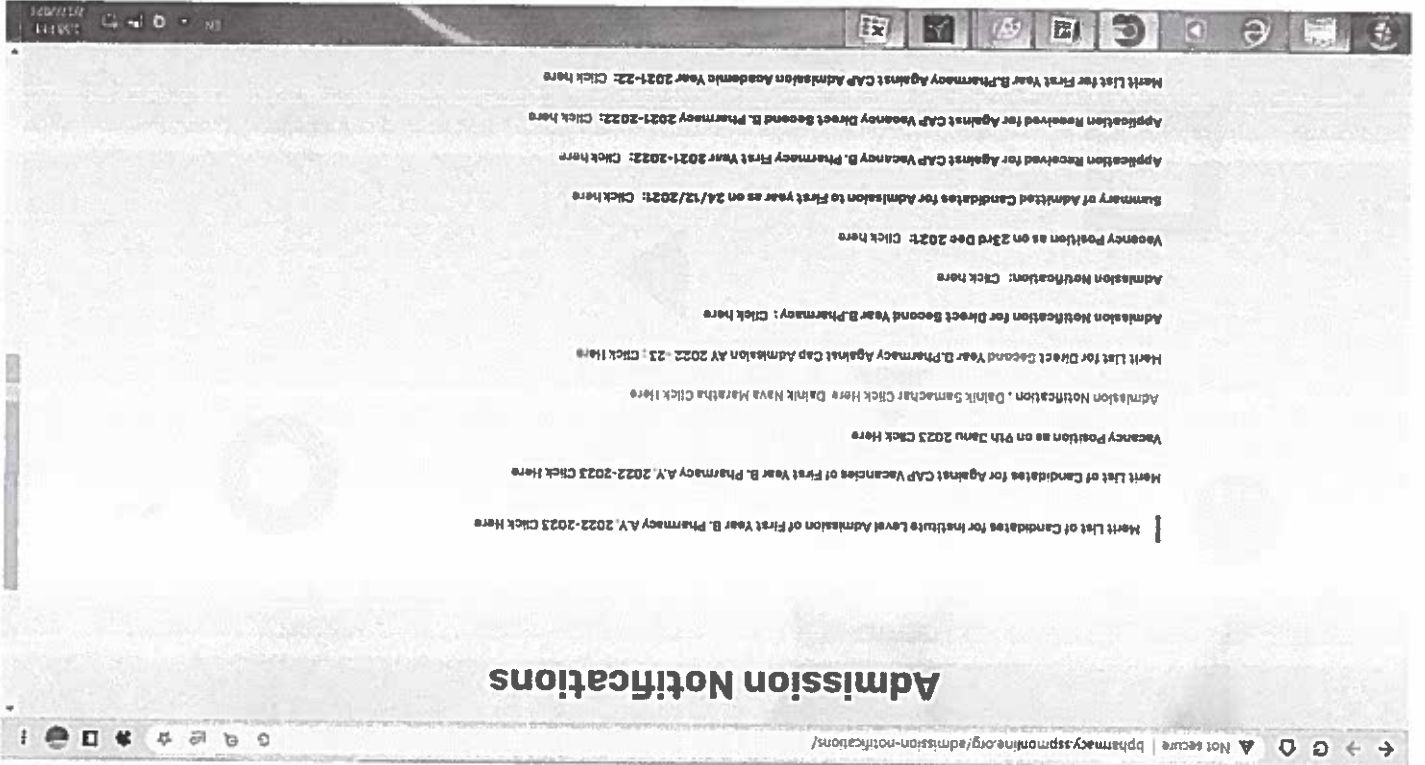 Not secure | bpharmacy.sspmonline.org/admission-notifications/
Admission Notifications
Merit List of Candidates for Institute Level Admission of First Year B. Pharmacy A.Y. 2022-2023 Click Here
Merit List of Candidates for Against CAP Vacancies of First Year B. Pharmacy A.Y. 2022-2023 Click Here
Vacancy Position as on 9th Janu 2023 Click Here
Admission Notification , Dainik Samachar Click Here Dainik Nava Maratha Click Here
Merit List for Direct Second Year B.Pharmacy Against Cap Admission AY 2022 -23 : Click Here
Admission Notification for Direct Second Year B.Pharmacy : Click here
Admission Notification: Click here
Vacancy Position as on 23rd Dec 2021: Click here
Summary of Admitted Candidates for Admission to First year as on 24/12/2021: Click here
Application Received for Against CAP Vacancy B. Pharmacy First Year 2021-2022: Click here
Application Received for Against CAP Vacancy Direct Second B. Pharmacy 2021-2022: Click here
Merit List for First Year B.Pharmacy Against CAP Admission Academic Year 2021-22: Click here
EN